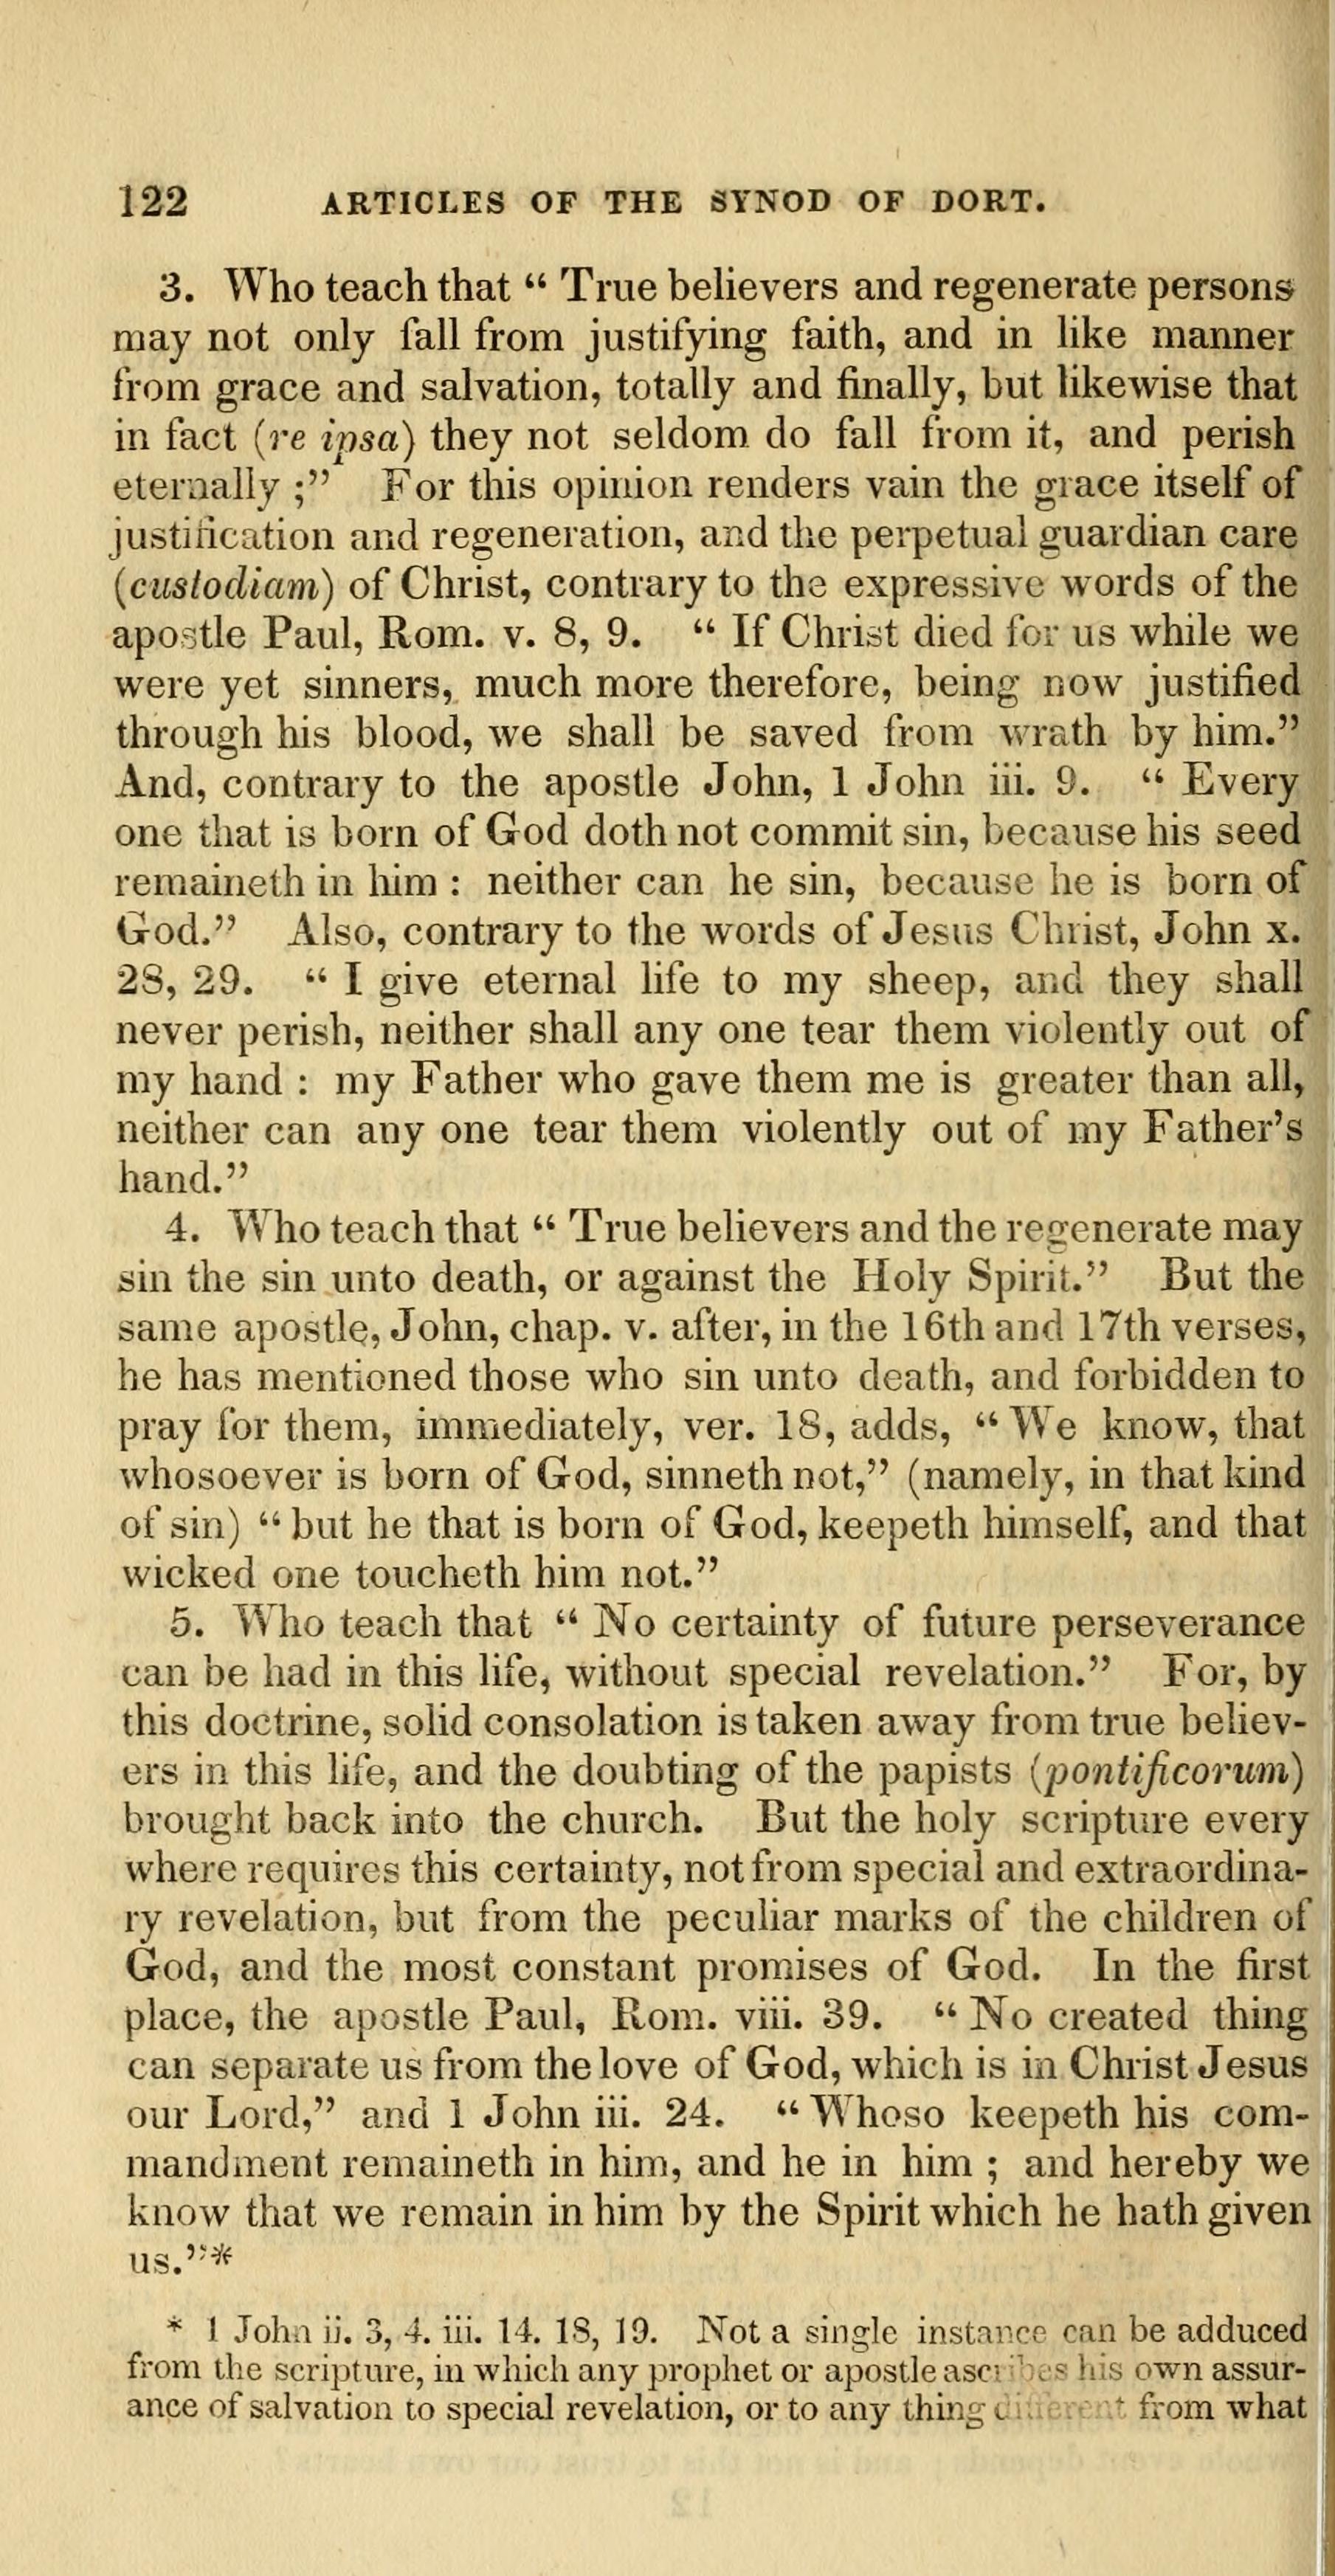 122 ARTICLES OF THE SYNOD OF DORT.
3. Who teach that “ True believers and regenerate persons
may not only fall from justifying faith, and in like manner
from grace and salvation, totally and finally, but likewise that
in fact (re ipsa) they not seldom do fall from it, and perish
eternally ;” For this opinion renders vain the grace itself of
justification and regeneration, and the perpetual guardian care
(custodiam) of Christ, contrary to the expressive words of the
apostle Paul, Rom. v. 8, 9. “ If Christ died for us while we
were yet sinners, much more therefore, being now justified
through his blood, we shall be saved from wrath by him.”
And, contrary to the apostle John, 1 John iii. 9. “ Every
one that is born of God doth not commit sin, because his seed
remaineth in him : neither can he sin, because he is born of
God.” Also, contrary to the words of Jesus Christ, John x.
28, 29. “ I give eternal life to my sheep, and they shall
never perish, neither shall any one tear them violently out of
my hand : my Father who gave them me is greater than all,
neither can any one tear them violently out of my Father’s
hand.”
4. Who teach that “ True believers and the regenerate may
sin the sin unto death, or against the Holy Spirit.” But the
same apostle, John, chap. v. after, in the 16th and 17th verses,
he has mentioned those who sin unto death, and forbidden to
pray for them, immediately, ver. 18, adds, “ We know, that
whosoever is born of God, sinneth not,” (namely, in that kind
of sin) “ but he that is born of God, keepeth himself, and that
wicked one toucheth him not.”
5. Who teach that “ No certainty of future perseverance
can be had in this life, without special revelation.” For, by
this doctrine, solid consolation is taken away from true believ-
ers in this life, and the doubting of the papists (pontificorum)
brought back into the church. But the holy scripture every
where requires this certainty, not from special and extraordina-
ry revelation, but from the peculiar marks of the children of
God, and the most constant promises of God. In the first
place, the apostle Paul, Rom. viii. 39. “ No created thing
can separate us from the love of God, which is in Christ Jesus
our Lord,” and 1 John iii. 24. “ Whoso keepeth his com-
mandment remaineth in him, and he in him ; and hereby we
know that we remain in him by the Spirit which he hath given
us.”*
* 1 John ii. 3, 4. iii. 14. 18, 19. Not a single instance can be adduced
from the scripture, in which any prophet or apostle ascribes his own assur-
ance of salvation to special revelation, or to any thing different from what